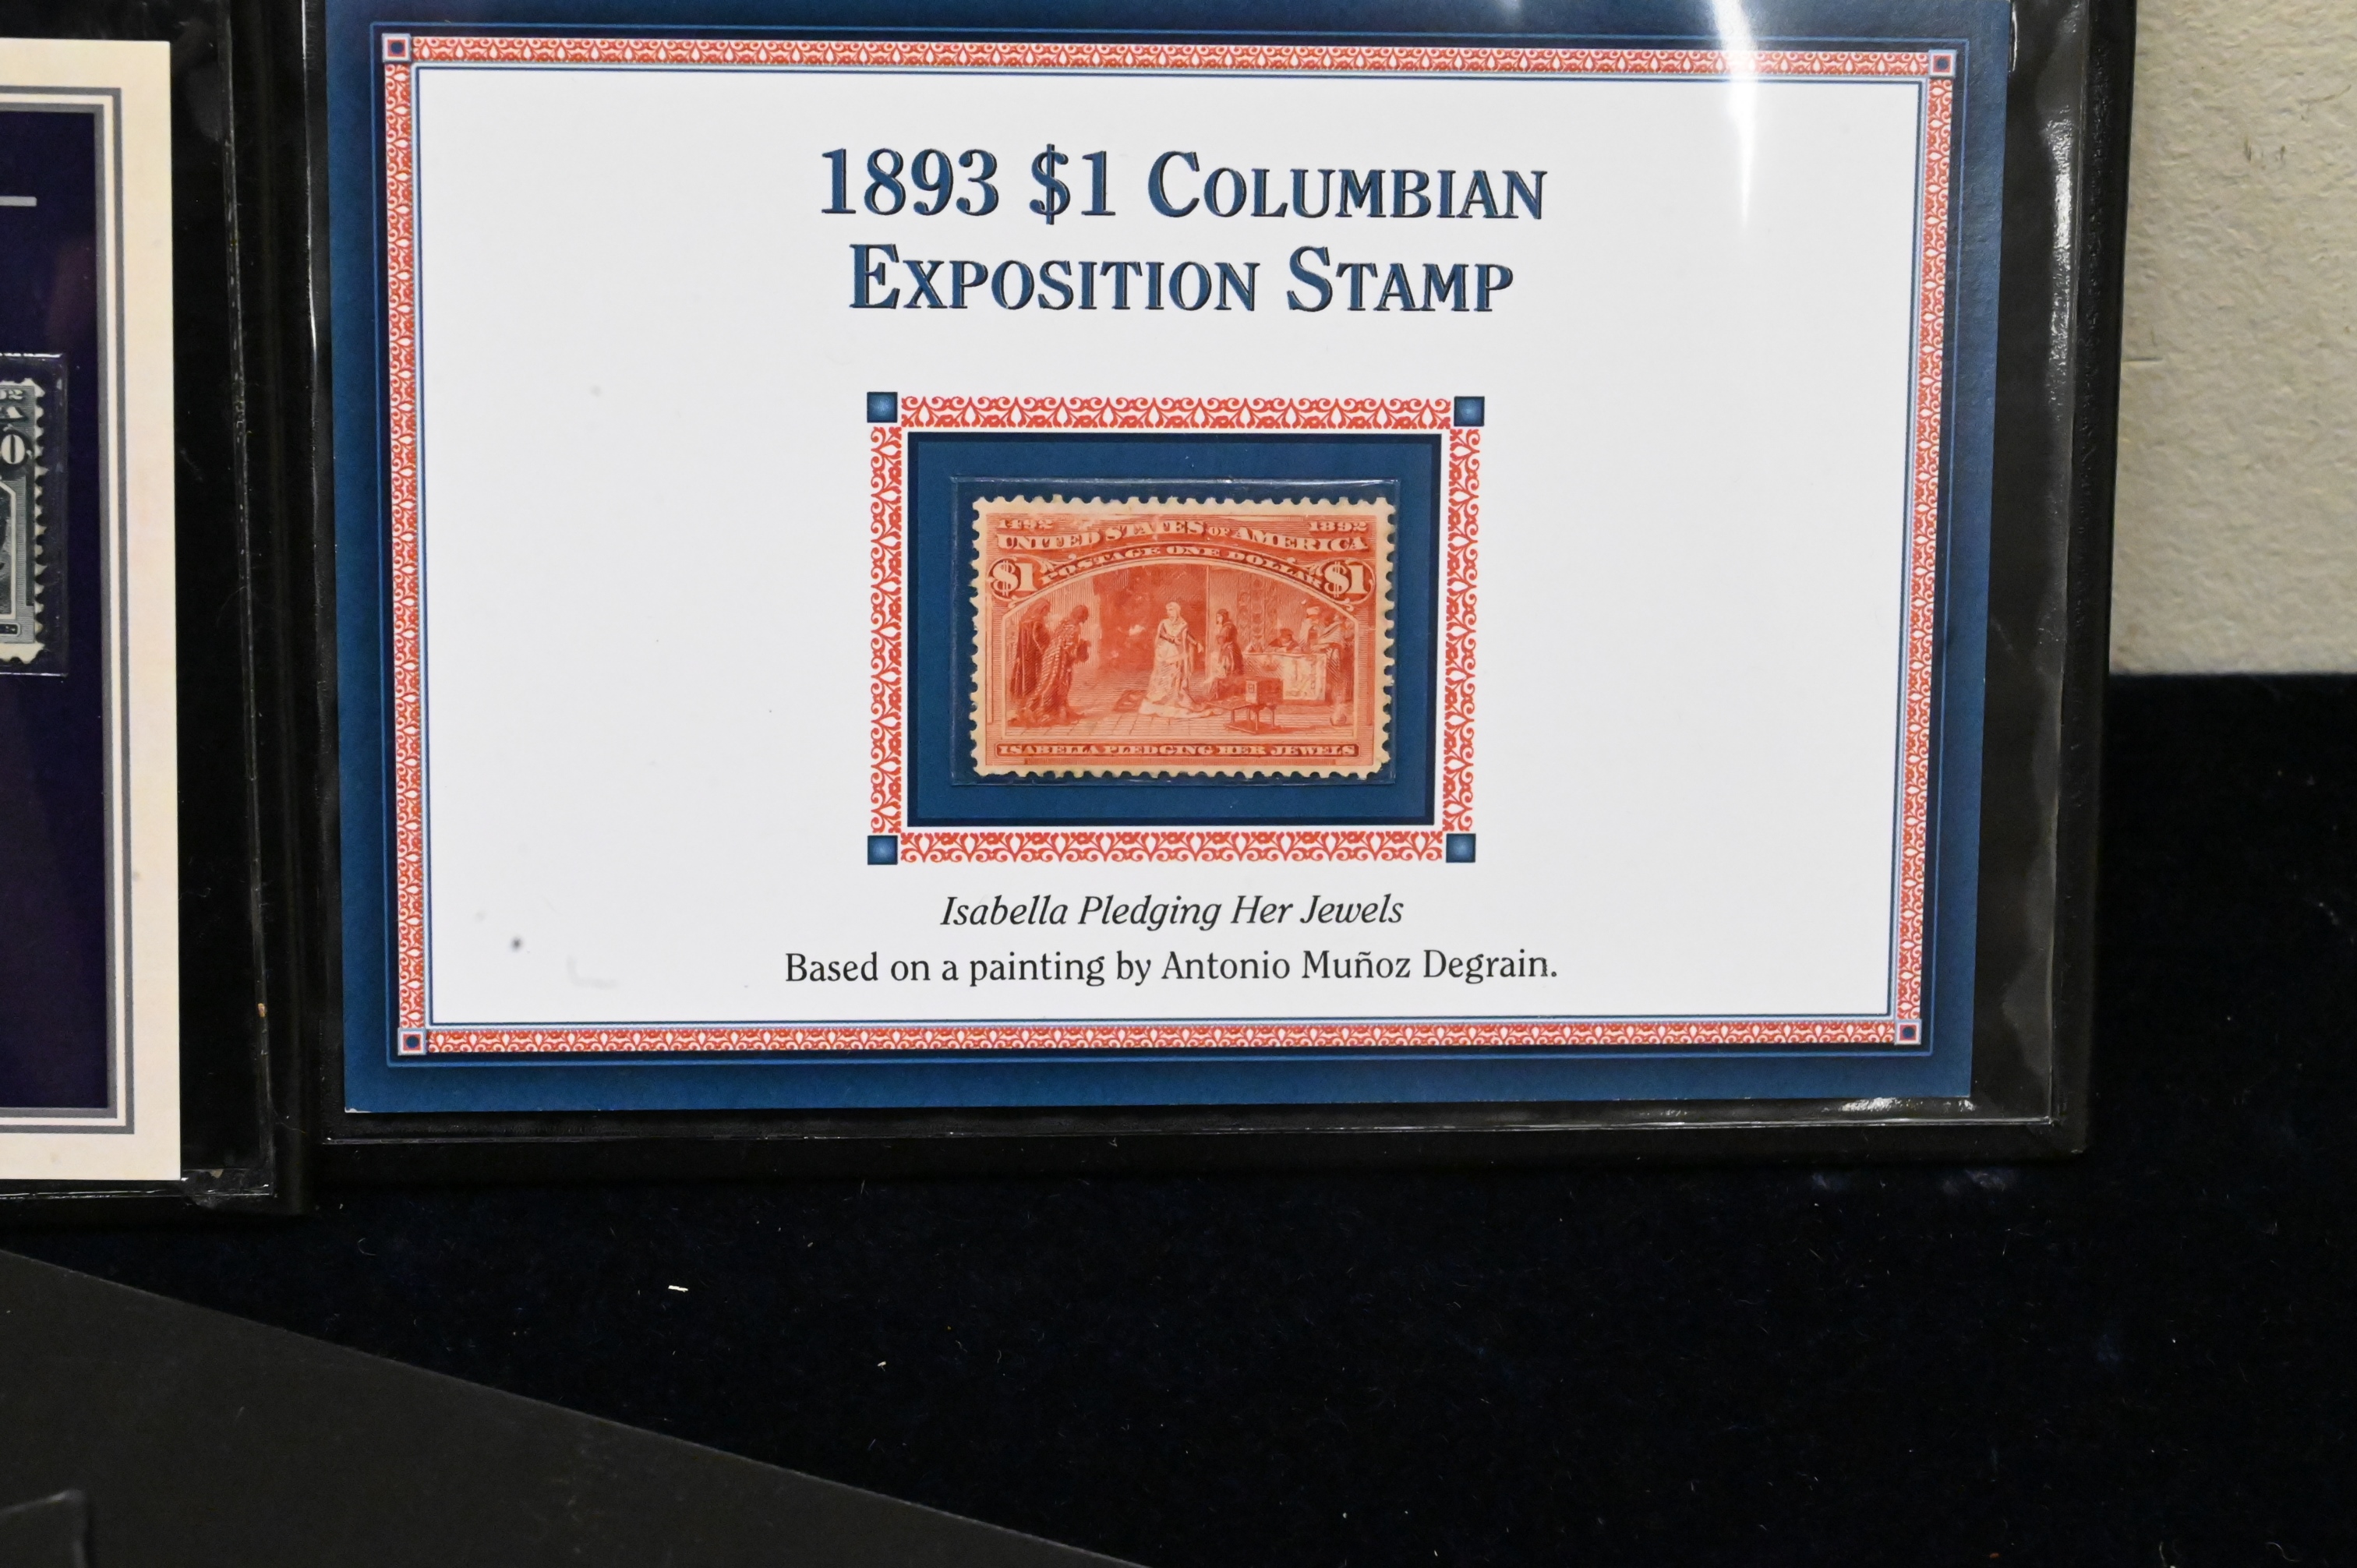 1893 $1 COLUMBIAN
EXPOSITION STAMP
1492 1892
UNITED STATES OF AMERICA
POSTAGE ONE DOLLAR
$1 $1
ISABELLA PLEDGING HER JEWELS
Isabella Pledging Her Jewels
Based on a painting by Antonio Muñoz Degrain.